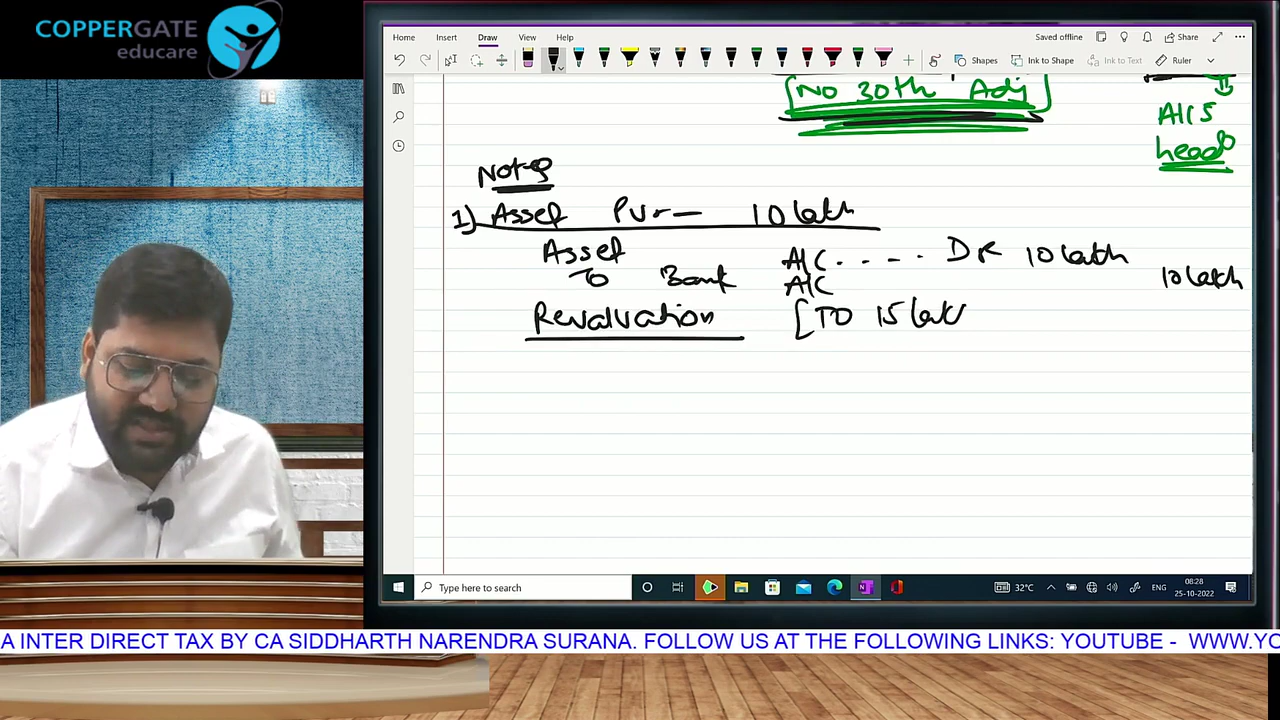 COPPERGATE
educare
Home Insert Draw View Help
Saved offline Share
Shapes Ink to Shape Ink to Text Ruler
[No 30th Adj]
A/cs
head
Notes
1) Asset Pur— 10 lakh
Asset A/c..... DR 10 lakh
To Bank A/c 10 lakh
Revaluation [TO 15 lakh
Type here to search
32°C ENG 08:28 25-10-2022
A INTER DIRECT TAX BY CA SIDDHARTH NARENDRA SURANA. FOLLOW US AT THE FOLLOWING LINKS: YOUTUBE - WWW.YO